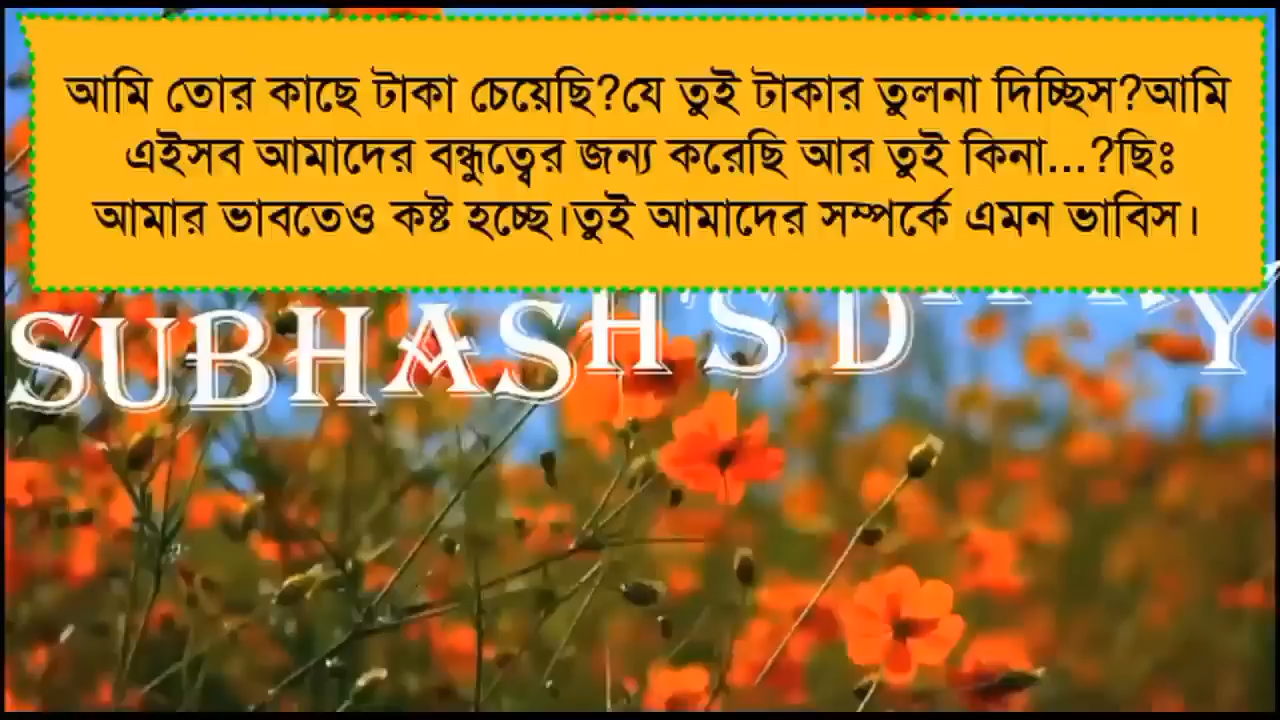 আমি তোর কাছে টাকা চেয়েছি?যে তুই টাকার তুলনা দিচ্ছিস?আমি
এইসব আমাদের বন্ধুত্বের জন্য করেছি আর তুই কিনা...?ছিঃ
আমার ভাবতেও কষ্ট হচ্ছে।তুই আমাদের সম্পর্কে এমন ভাবিস।
SUBHASH'S